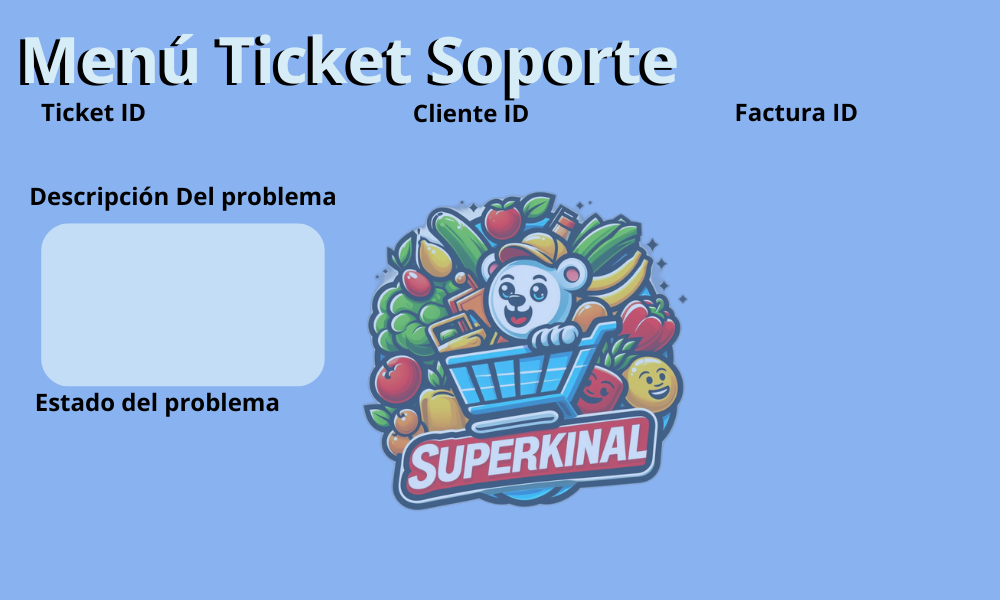 Menú Ticket Soporte
Ticket ID
Cliente ID
Factura ID
Descripción Del problema
Estado del problema
SUPERKINAL